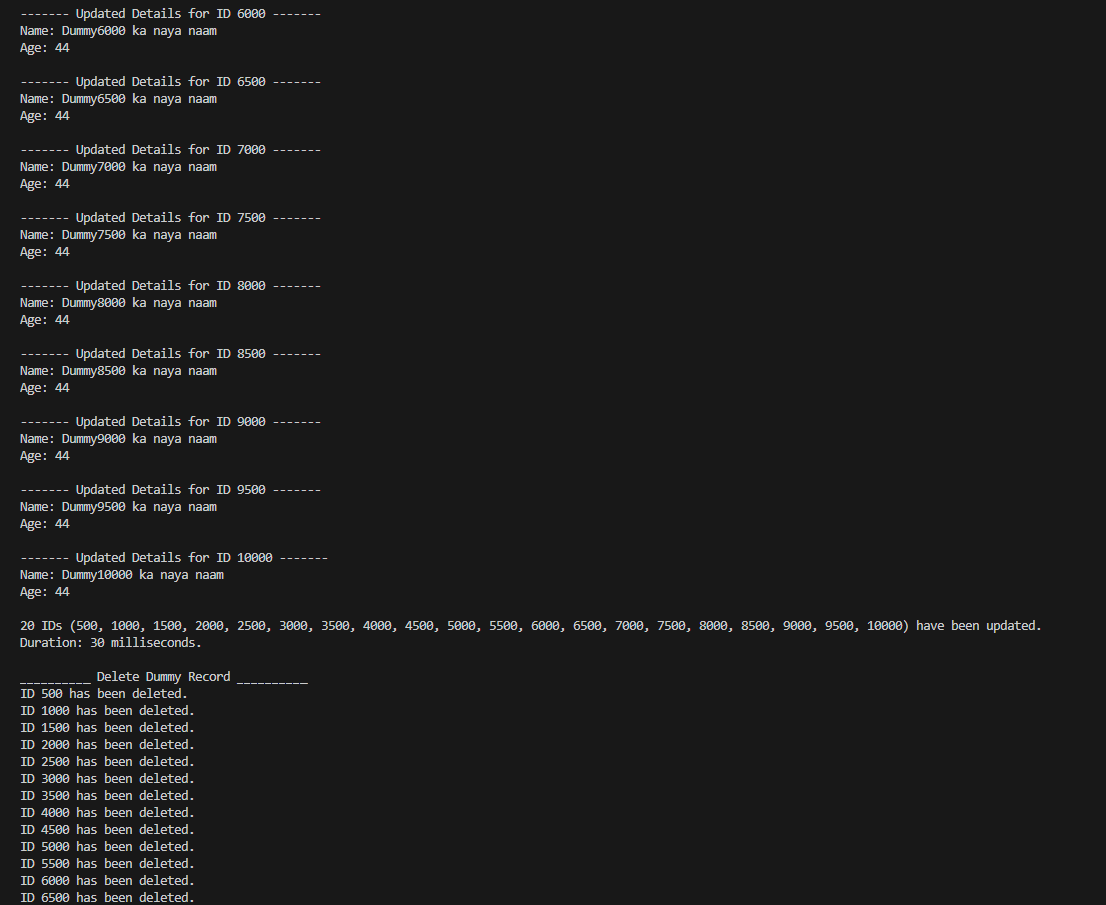 ------- Updated Details for ID 6000 -------
Name: Dummy6000 ka naya naam
Age: 44
------- Updated Details for ID 6500 -------
Name: Dummy6500 ka naya naam
Age: 44
------- Updated Details for ID 7000 -------
Name: Dummy7000 ka naya naam
Age: 44
------- Updated Details for ID 7500 -------
Name: Dummy7500 ka naya naam
Age: 44
------- Updated Details for ID 8000 -------
Name: Dummy8000 ka naya naam
Age: 44
------- Updated Details for ID 8500 -------
Name: Dummy8500 ka naya naam
Age: 44
------- Updated Details for ID 9000 -------
Name: Dummy9000 ka naya naam
Age: 44
------- Updated Details for ID 9500 -------
Name: Dummy9500 ka naya naam
Age: 44
------- Updated Details for ID 10000 -------
Name: Dummy10000 ka naya naam
Age: 44
20 IDs (500, 1000, 1500, 2000, 2500, 3000, 3500, 4000, 4500, 5000, 5500, 6000, 6500, 7000, 7500, 8000, 8500, 9000, 9500, 10000) have been updated.
Duration: 30 milliseconds.
__________ Delete Dummy Record __________
ID 500 has been deleted.
ID 1000 has been deleted.
ID 1500 has been deleted.
ID 2000 has been deleted.
ID 2500 has been deleted.
ID 3000 has been deleted.
ID 3500 has been deleted.
ID 4000 has been deleted.
ID 4500 has been deleted.
ID 5000 has been deleted.
ID 5500 has been deleted.
ID 6000 has been deleted.
ID 6500 has been deleted.